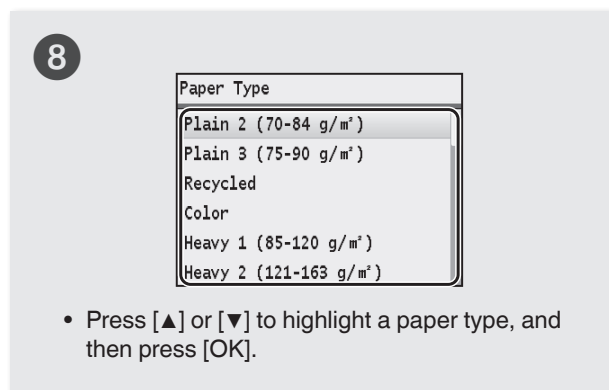 8
Paper Type
Plain 2 (70-84 g/m²)
Plain 3 (75-90 g/m²)
Recycled
Color
Heavy 1 (85-120 g/m²)
Heavy 2 (121-163 g/m²)
• Press [▲] or [▼] to highlight a paper type, and
then press [OK].